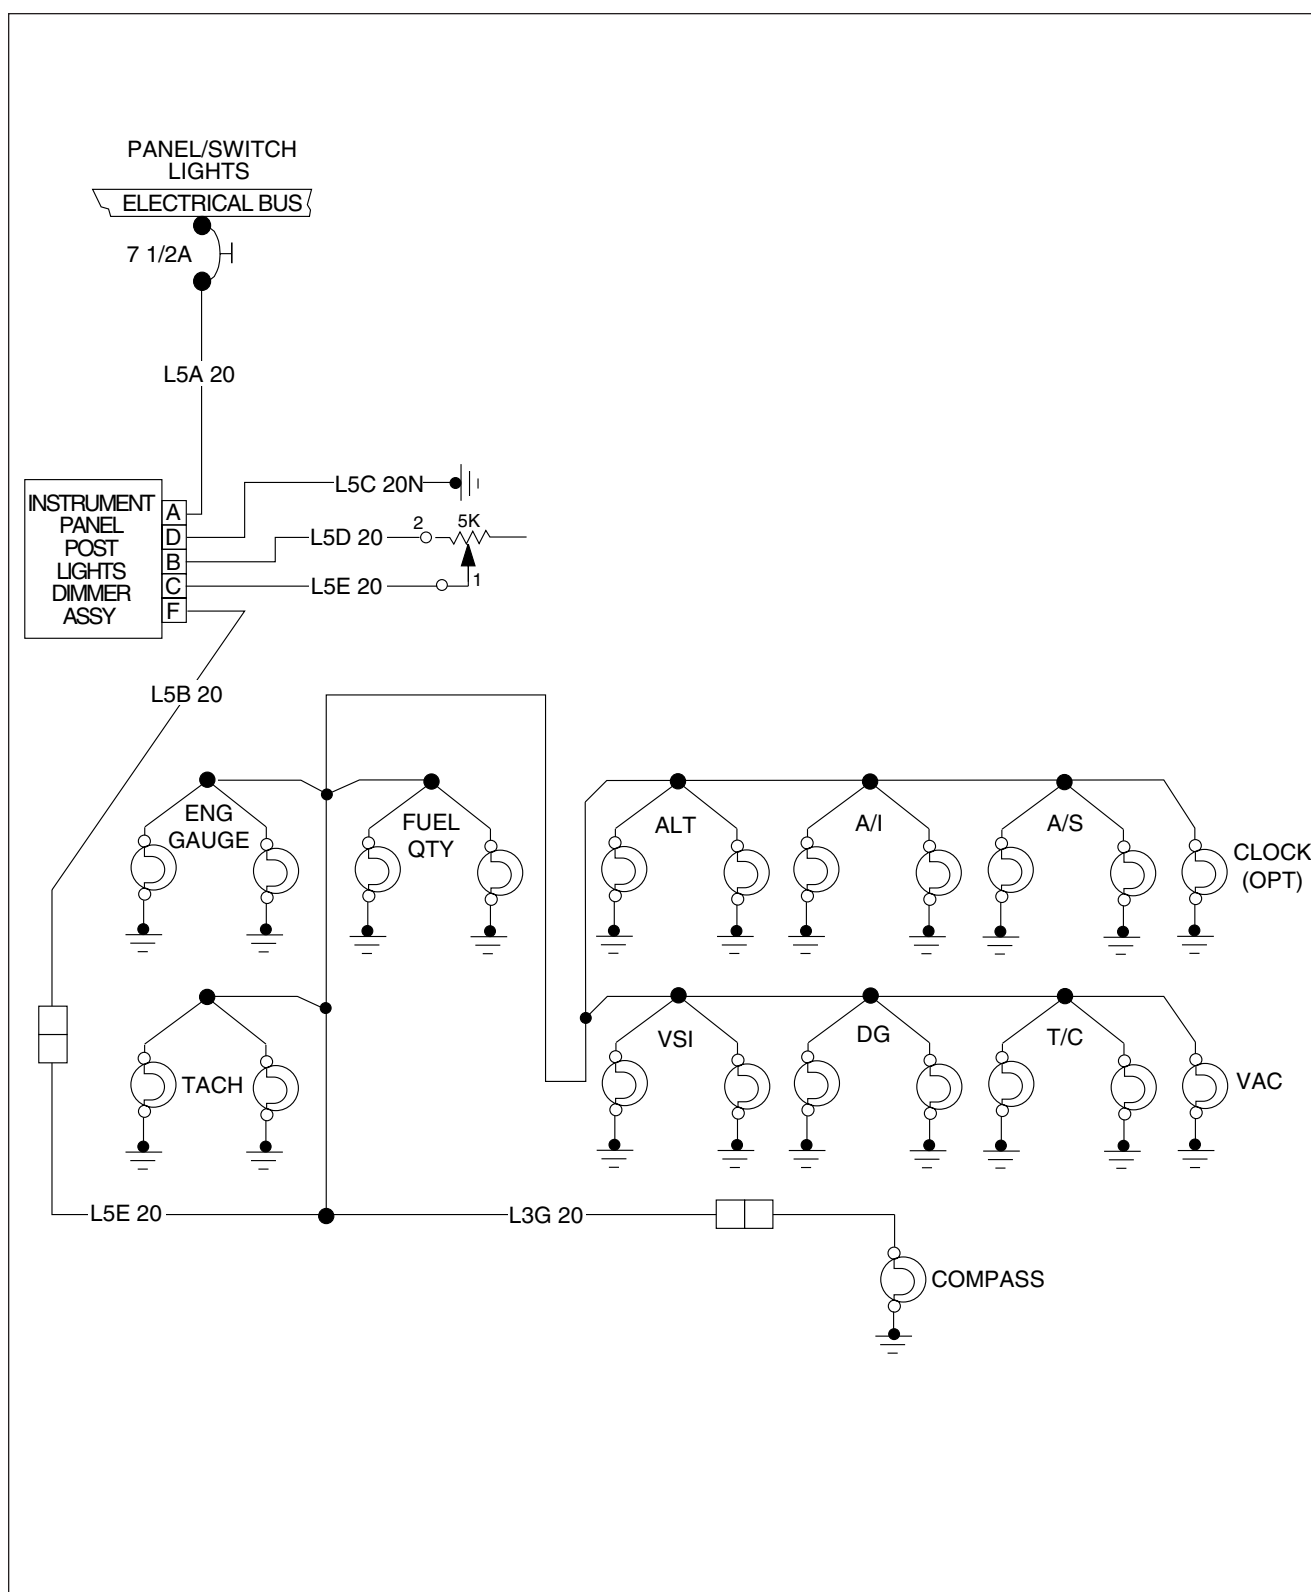 PANEL/SWITCH
LIGHTS
ELECTRICAL BUS
7 1/2A
L5A 20
INSTRUMENT
PANEL
POST
LIGHTS
DIMMER
ASSY
A
D
B
C
F
L5C 20N
L5D 20
2
5K
L5E 20
1
L5B 20
ENG
GAUGE
FUEL
QTY
ALT
A/I
A/S
CLOCK
(OPT)
TACH
VSI
DG
T/C
VAC
L5E 20
L3G 20
COMPASS